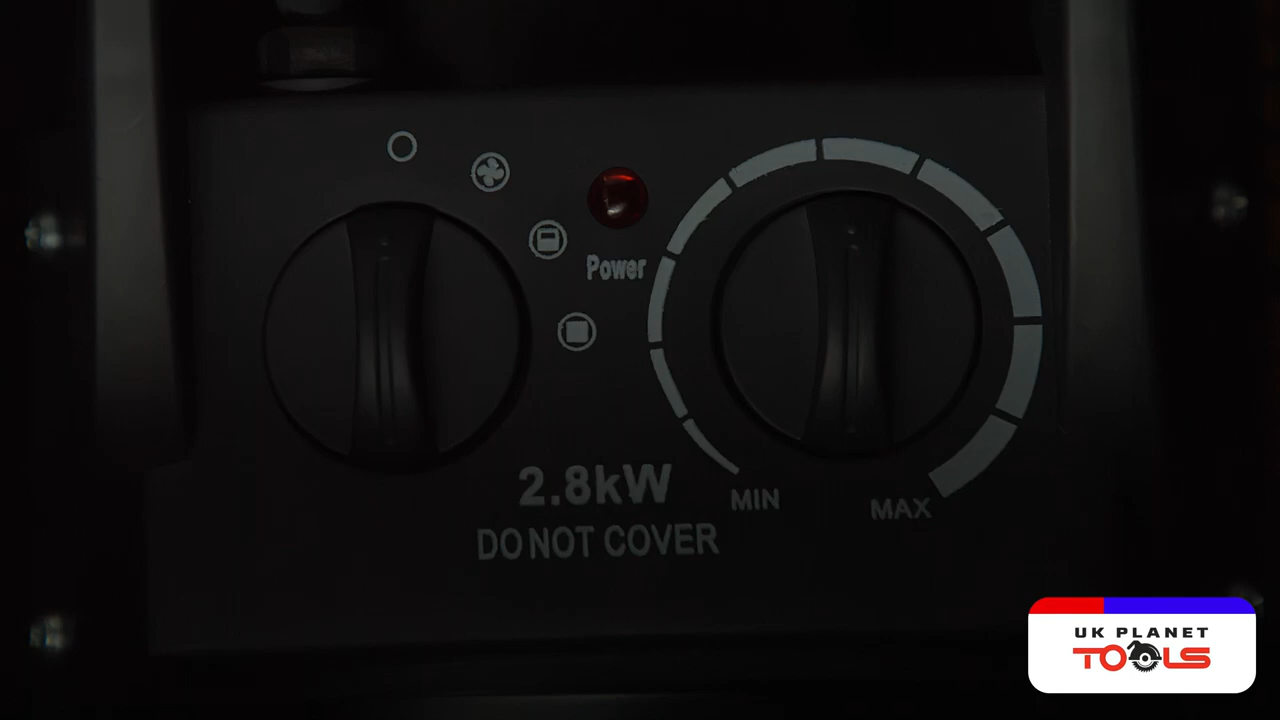 Power
2.8kW
DO NOT COVER
MIN
MAX
UK PLANET
TOOLS